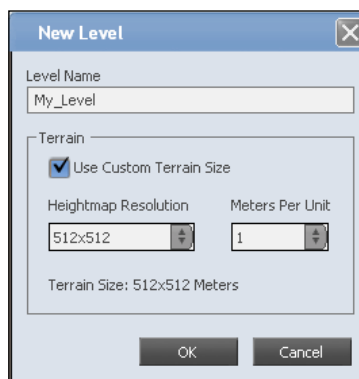 New Level
Level Name
My_Level
Terrain
Use Custom Terrain Size
Heightmap Resolution Meters Per Unit
512x512 1
Terrain Size: 512x512 Meters
OK Cancel